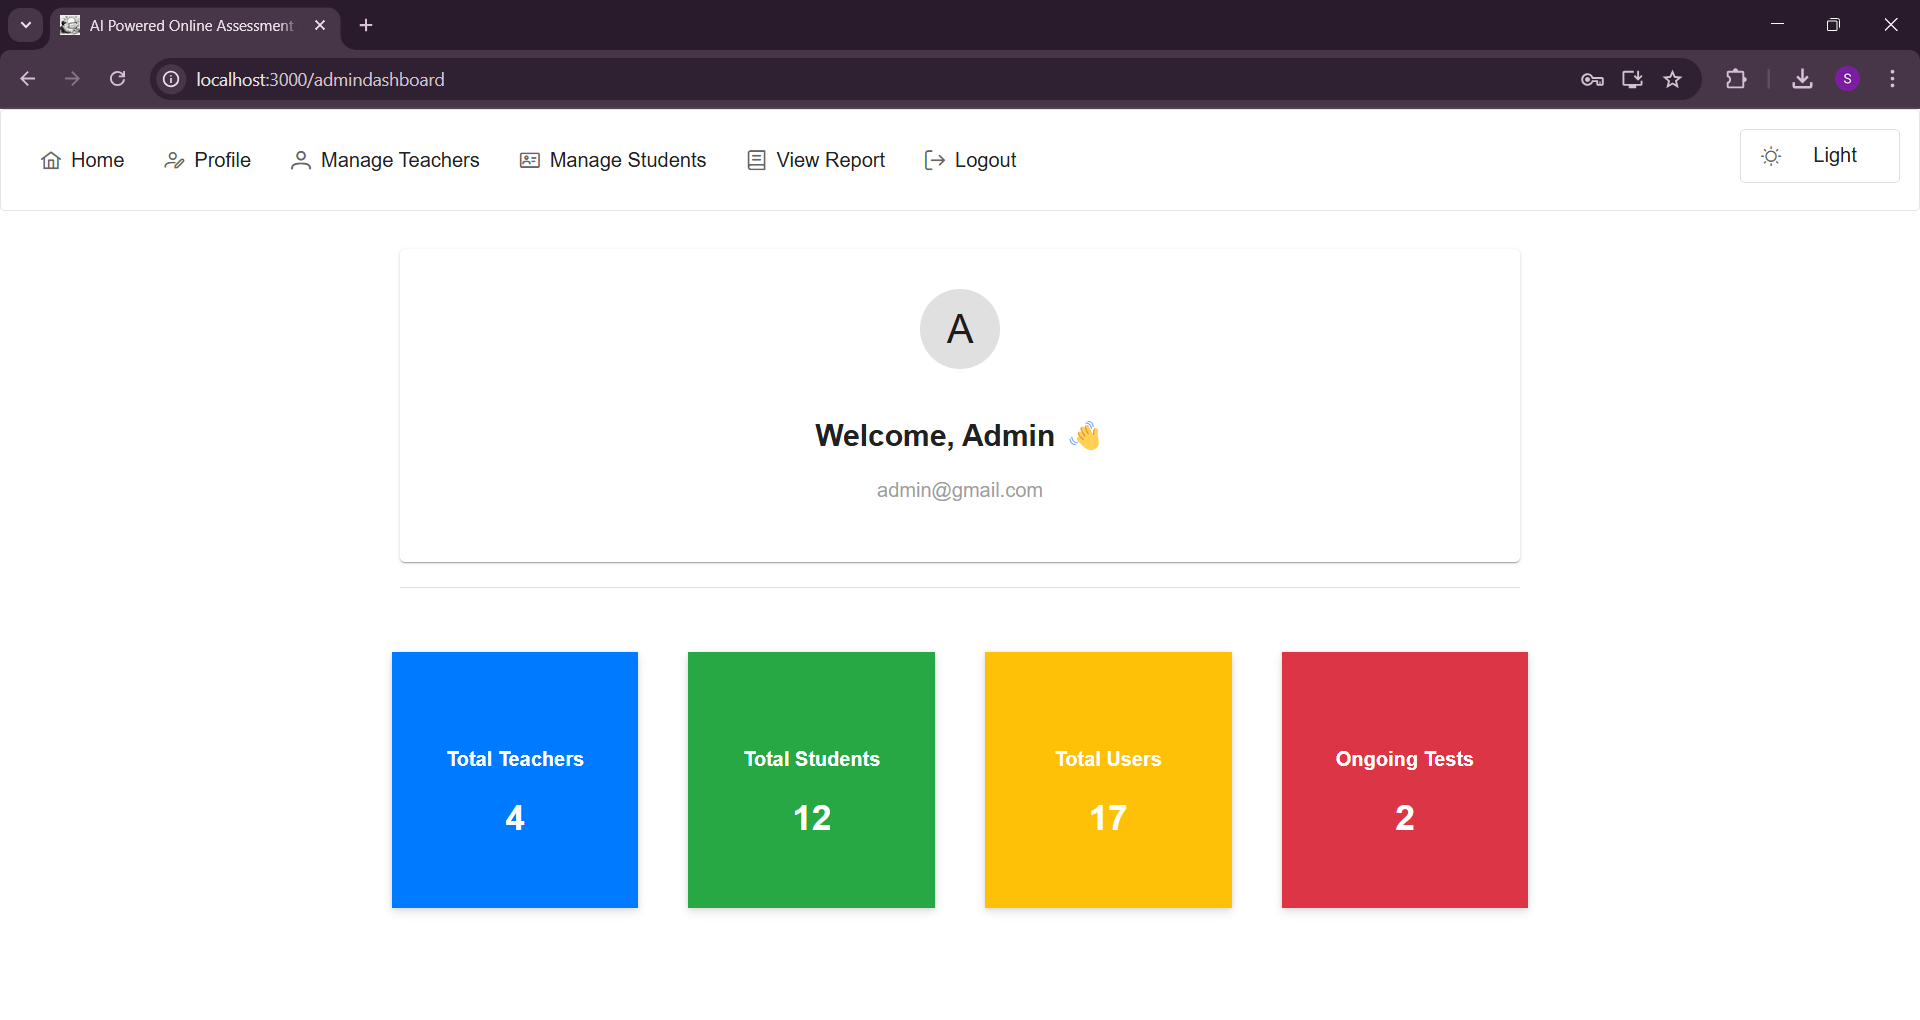 AI Powered Online Assessment
localhost:3000/admindashboard
S
Home Profile Manage Teachers Manage Students View Report Logout
Light
A
Welcome, Admin 👋
admin@gmail.com
Total Teachers
4
Total Students
12
Total Users
17
Ongoing Tests
2